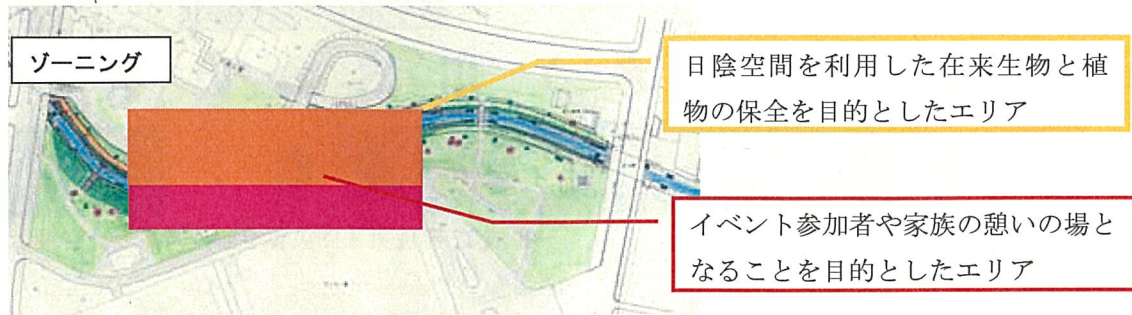 ゾーニング
日陰空間を利用した在来生物と植
物の保全を目的としたエリア
イベント参加者や家族の憩いの場と
なることを目的としたエリア